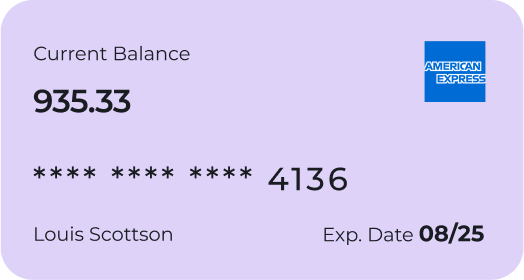 Current Balance
935.33
AMERICAN
EXPRESS
**** **** **** 4136
Louis Scottson
Exp. Date 08/25